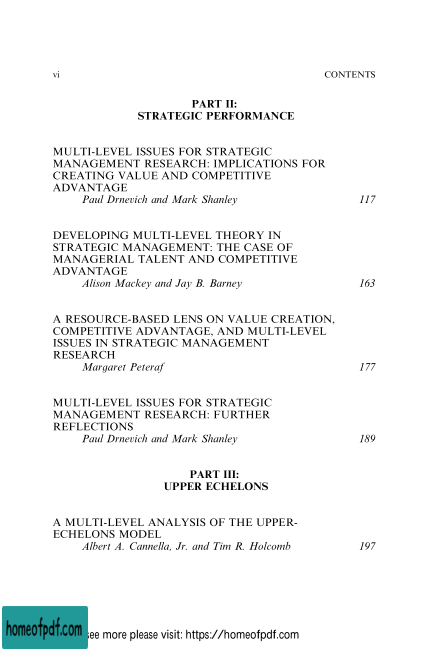 vi CONTENTS
PART II:
STRATEGIC PERFORMANCE
MULTI-LEVEL ISSUES FOR STRATEGIC
MANAGEMENT RESEARCH: IMPLICATIONS FOR
CREATING VALUE AND COMPETITIVE
ADVANTAGE
Paul Drnevich and Mark Shanley 117
DEVELOPING MULTI-LEVEL THEORY IN
STRATEGIC MANAGEMENT: THE CASE OF
MANAGERIAL TALENT AND COMPETITIVE
ADVANTAGE
Alison Mackey and Jay B. Barney 163
A RESOURCE-BASED LENS ON VALUE CREATION,
COMPETITIVE ADVANTAGE, AND MULTI-LEVEL
ISSUES IN STRATEGIC MANAGEMENT
RESEARCH
Margaret Peteraf 177
MULTI-LEVEL ISSUES FOR STRATEGIC
MANAGEMENT RESEARCH: FURTHER
REFLECTIONS
Paul Drnevich and Mark Shanley 189
PART III:
UPPER ECHELONS
A MULTI-LEVEL ANALYSIS OF THE UPPER-
ECHELONS MODEL
Albert A. Cannella, Jr. and Tim R. Holcomb 197
homeofpdf.com see more please visit: https://homeofpdf.com